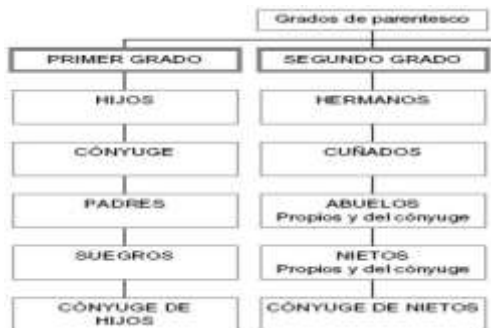 Grados de parentesco
PRIMER GRADO
HIJOS
CÓNYUGE
PADRES
SUEGROS
CÓNYUGE DE
HIJOS
SEGUNDO GRADO
HERMANOS
CUÑADOS
ABUELOS
Propios y del cónyuge
NIETOS
Propios y del cónyuge
CÓNYUGE DE NIETOS